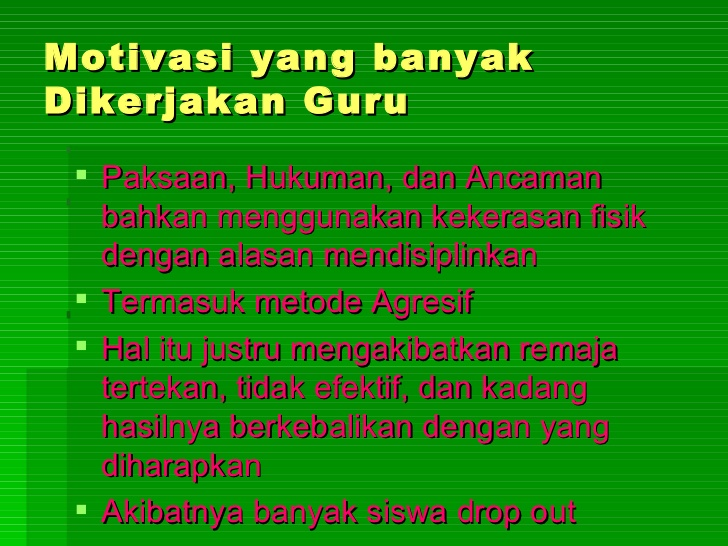 Motivasi yang banyak
Dikerjakan Guru
Paksaan, Hukuman, dan Ancaman
bahkan menggunakan kekerasan fisik
dengan alasan mendisiplinkan
Termasuk metode Agresif
Hal itu justru mengakibatkan remaja
tertekan, tidak efektif, dan kadang
hasilnya berkebalikan dengan yang
diharapkan
Akibatnya banyak siswa drop out